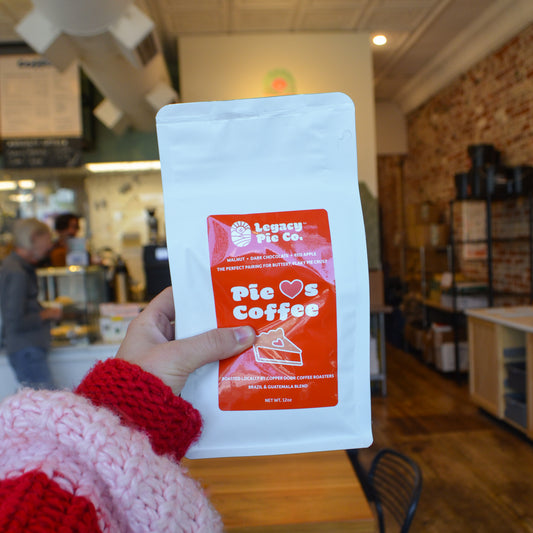 Legacy™
Pie Co.
WALNUT • DARK CHOCOLATE • RED APPLE
THE PERFECT PAIRING FOR BUTTERY, FLAKY PIE CRUST
Pie ♥s
Coffee
ROASTED LOCALLY BY COPPER DOOR COFFEE ROASTERS
BRAZIL & GUATEMALA BLEND
NET WT. 12oz